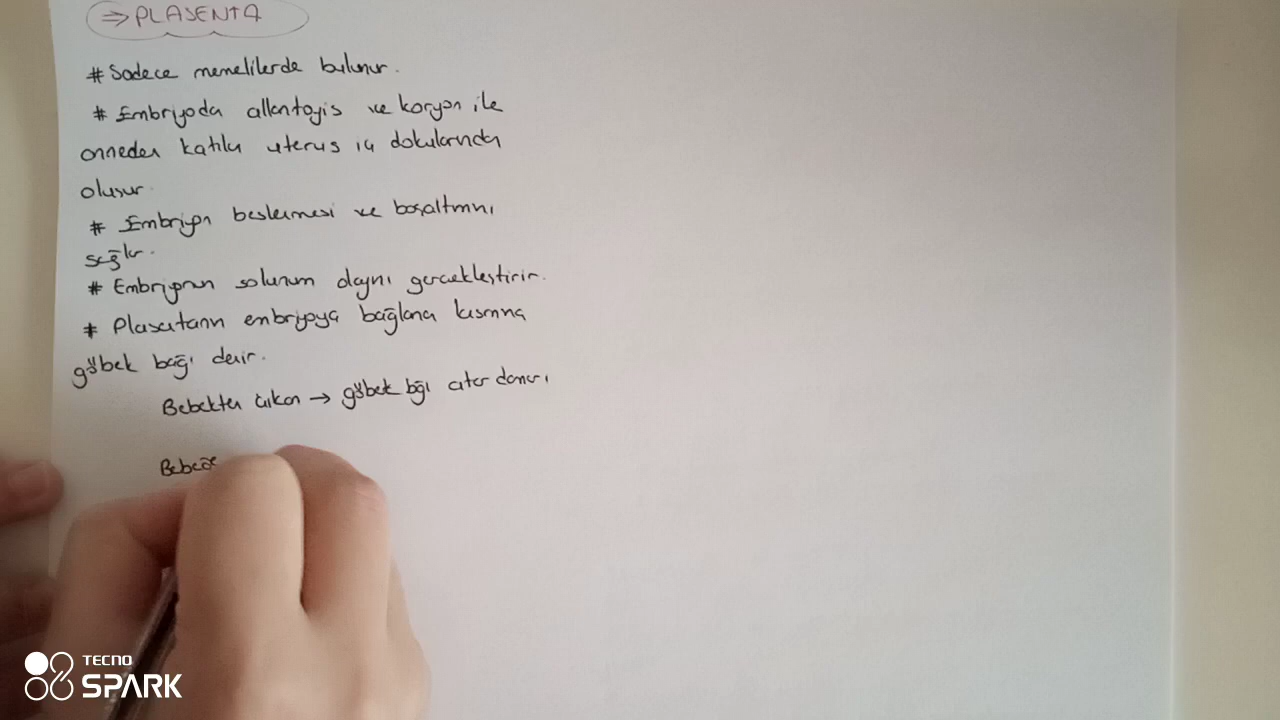 ⇒ PLASENTA
# Sadece memelilerde bulunur.
# Embriyoda allantoyis ve koryon ile
anneden katılan uterus iç dokularından
oluşur.
# Embriyon beslenmesi ve boşaltımını
sağlar.
# Embriyonun solunum olayını gerçekleştirir.
# Plasentanın embriyoya bağlanan kısmına
göbek bağı denir.
Bebekten çıkan → göbek bağı atar damarı
Bebeğe
TECNO
SPARK